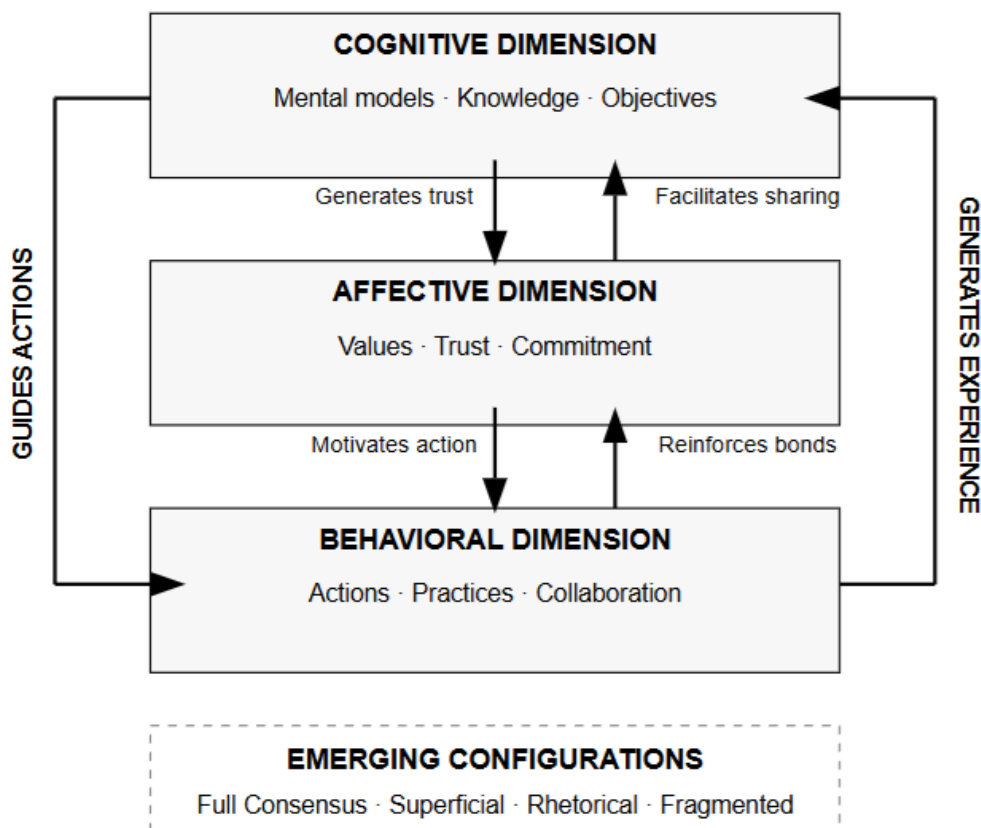 COGNITIVE DIMENSION
Mental models · Knowledge · Objectives
Generates trust
Facilitates sharing
GUIDES ACTIONS
GENERATES EXPERIENCE
AFFECTIVE DIMENSION
Values · Trust · Commitment
Motivates action
Reinforces bonds
BEHAVIORAL DIMENSION
Actions · Practices · Collaboration
EMERGING CONFIGURATIONS
Full Consensus · Superficial · Rhetorical · Fragmented